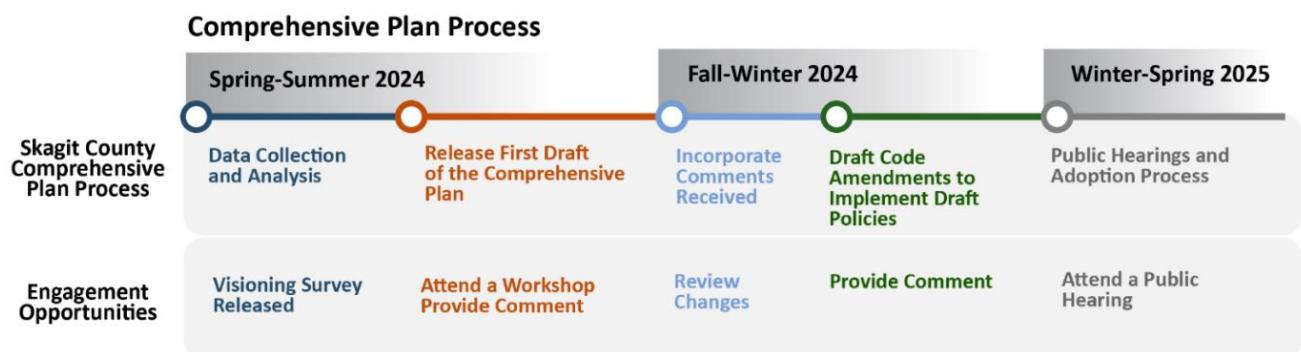 Comprehensive Plan Process
Spring-Summer 2024
Fall-Winter 2024
Winter-Spring 2025
Skagit County
Comprehensive
Plan Process
Data Collection
and Analysis
Release First Draft
of the Comprehensive
Plan
Incorporate
Comments
Received
Draft Code
Amendments to
Implement Draft
Policies
Public Hearings and
Adoption Process
Engagement
Opportunities
Visioning Survey
Released
Attend a Workshop
Provide Comment
Review
Changes
Provide Comment
Attend a Public
Hearing